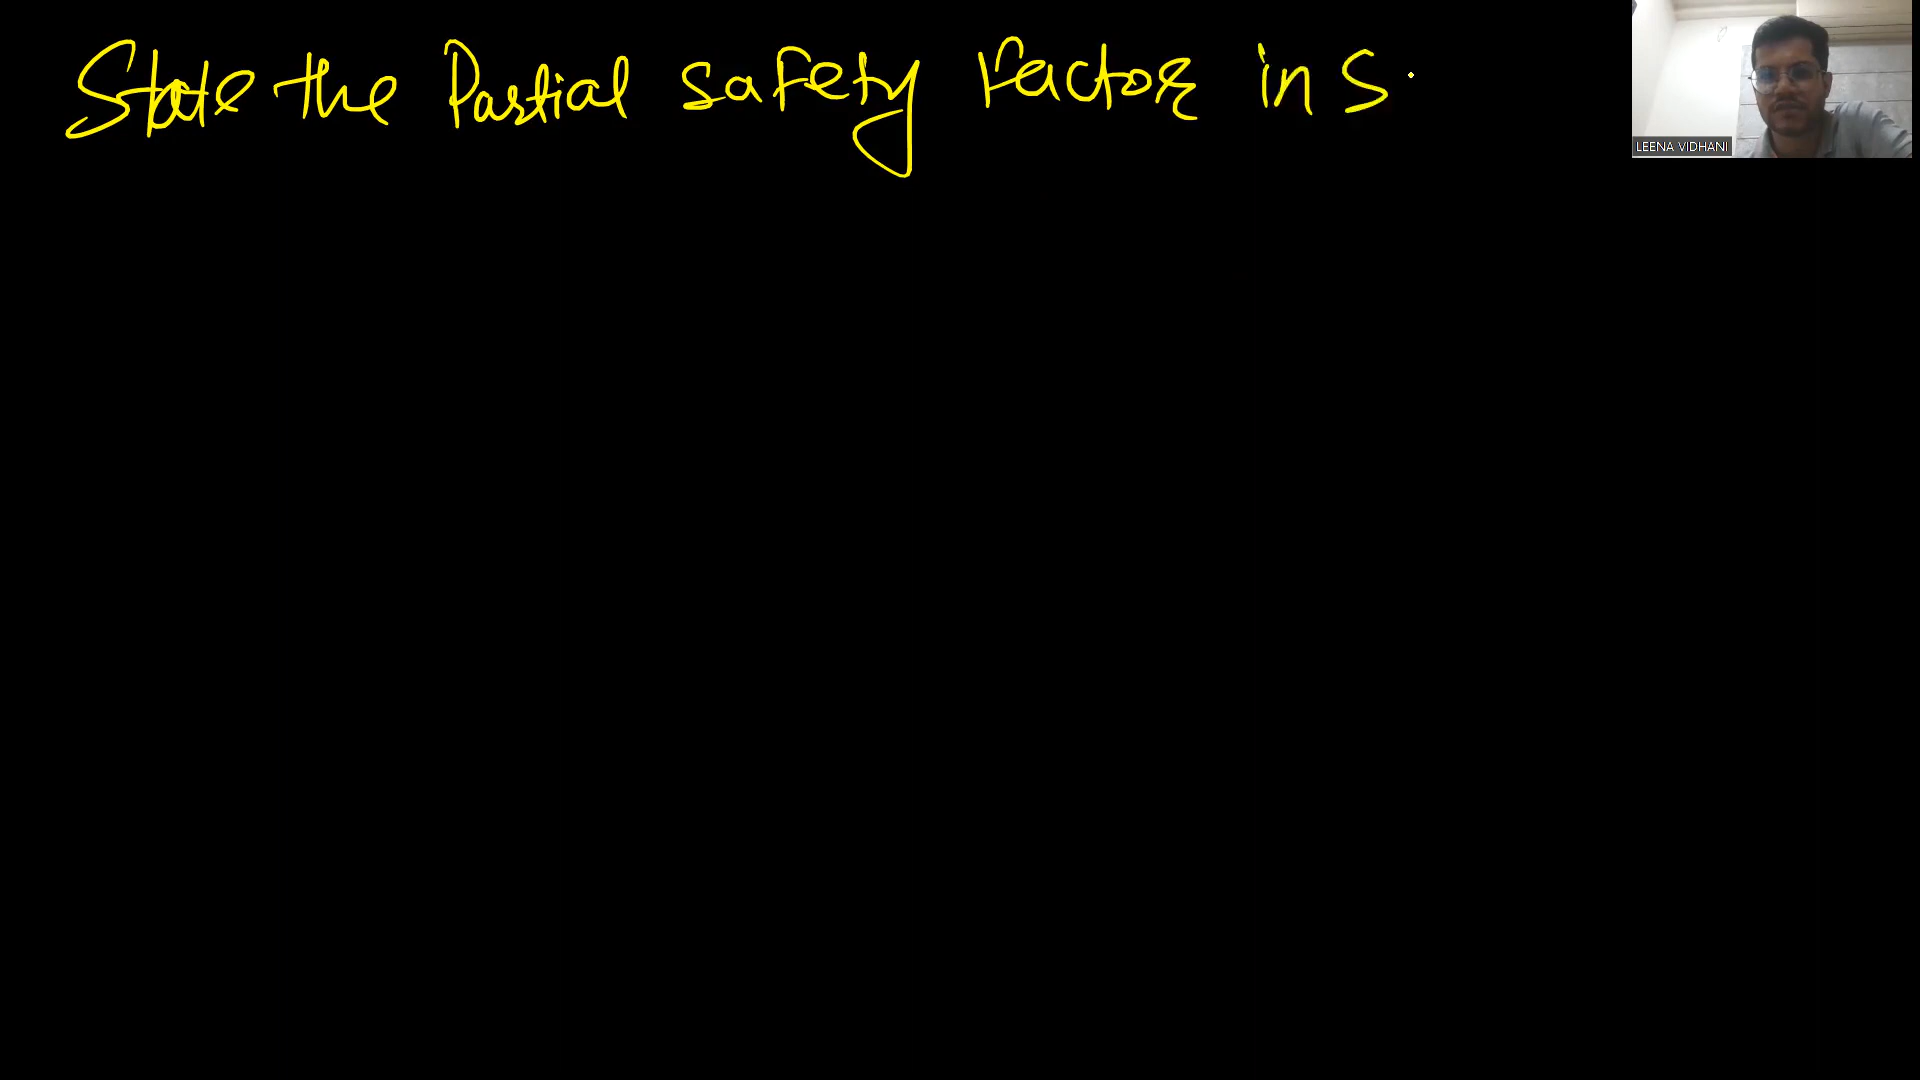 State the Partial safety Factor in S.
LEENA VIDHANI